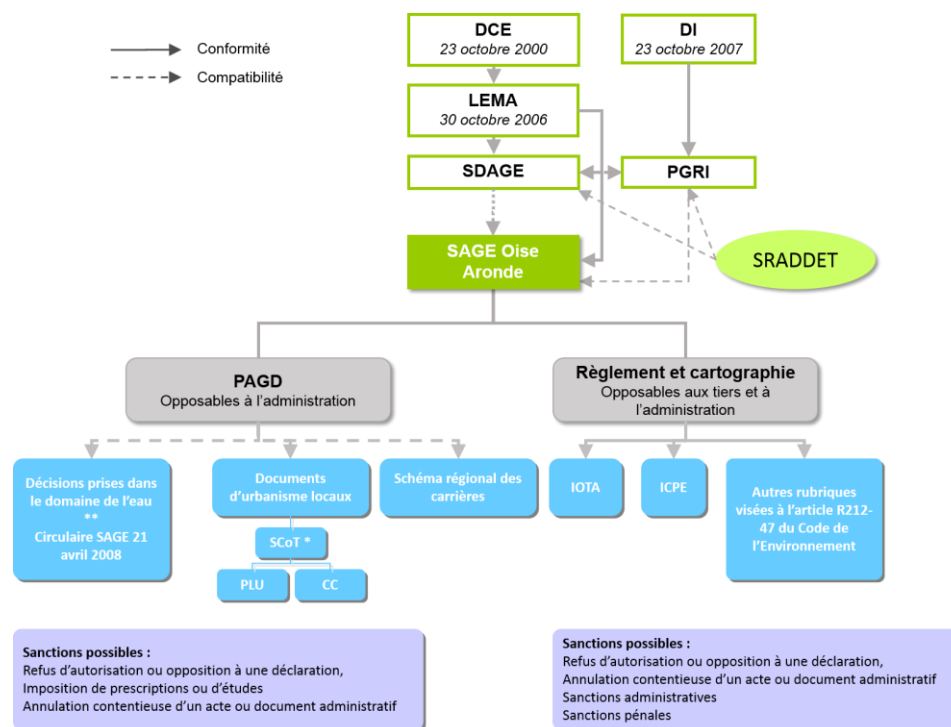 Conformité
Compatibilité
DCE
23 octobre 2000
DI
23 octobre 2007
LEMA
30 octobre 2006
SDAGE
PGRI
SAGE Oise
Aronde
SRADDET
PAGD
Opposables à l'administration
Règlement et cartographie
Opposables aux tiers et à
l'administration
Décisions prises dans
le domaine de l'eau
**
Circulaire SAGE 21
avril 2008
Documents
d'urbanisme locaux
Schéma régional des
carrières
SCoT *
PLU
CC
IOTA
ICPE
Autres rubriques
visées à l'article R212-
47 du Code de
l'Environnement
Sanctions possibles :
Refus d'autorisation ou opposition à une déclaration,
Imposition de prescriptions ou d'études
Annulation contentieuse d'un acte ou document administratif
Sanctions possibles :
Refus d'autorisation ou opposition à une déclaration,
Annulation contentieuse d'un acte ou document administratif
Sanctions administratives
Sanctions pénales